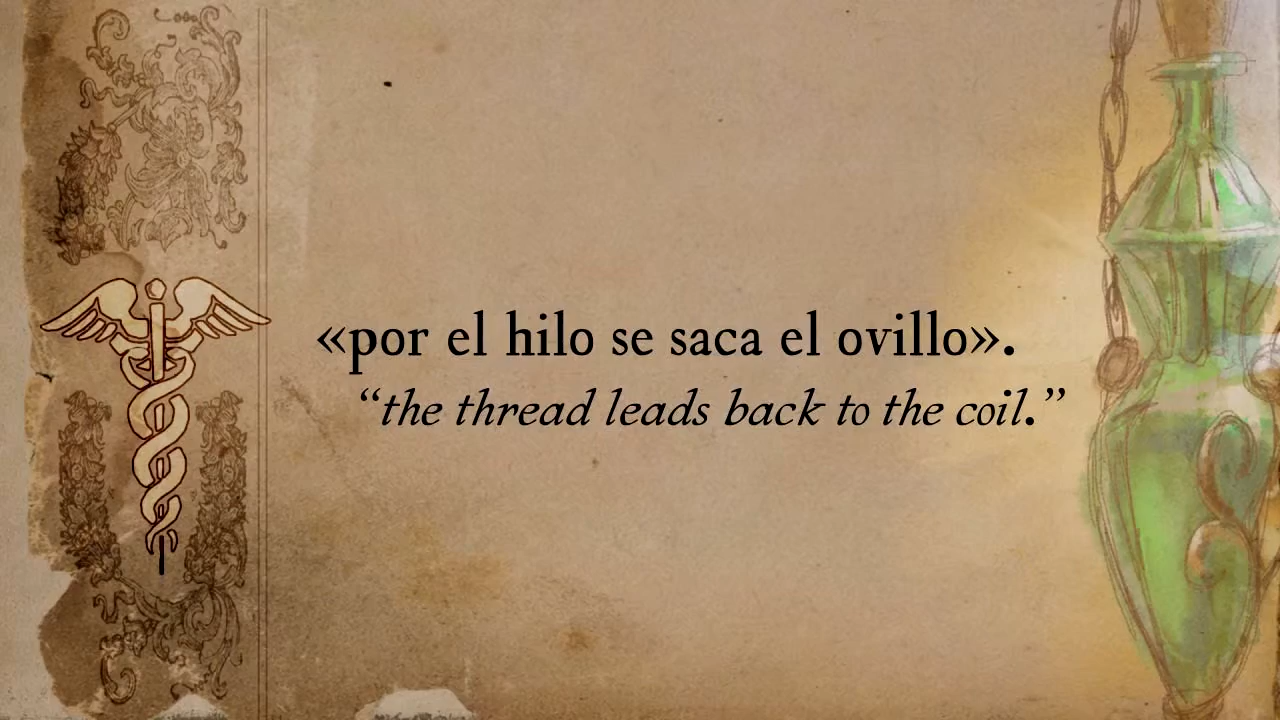 «por el hilo se saca el ovillo».
“the thread leads back to the coil.”